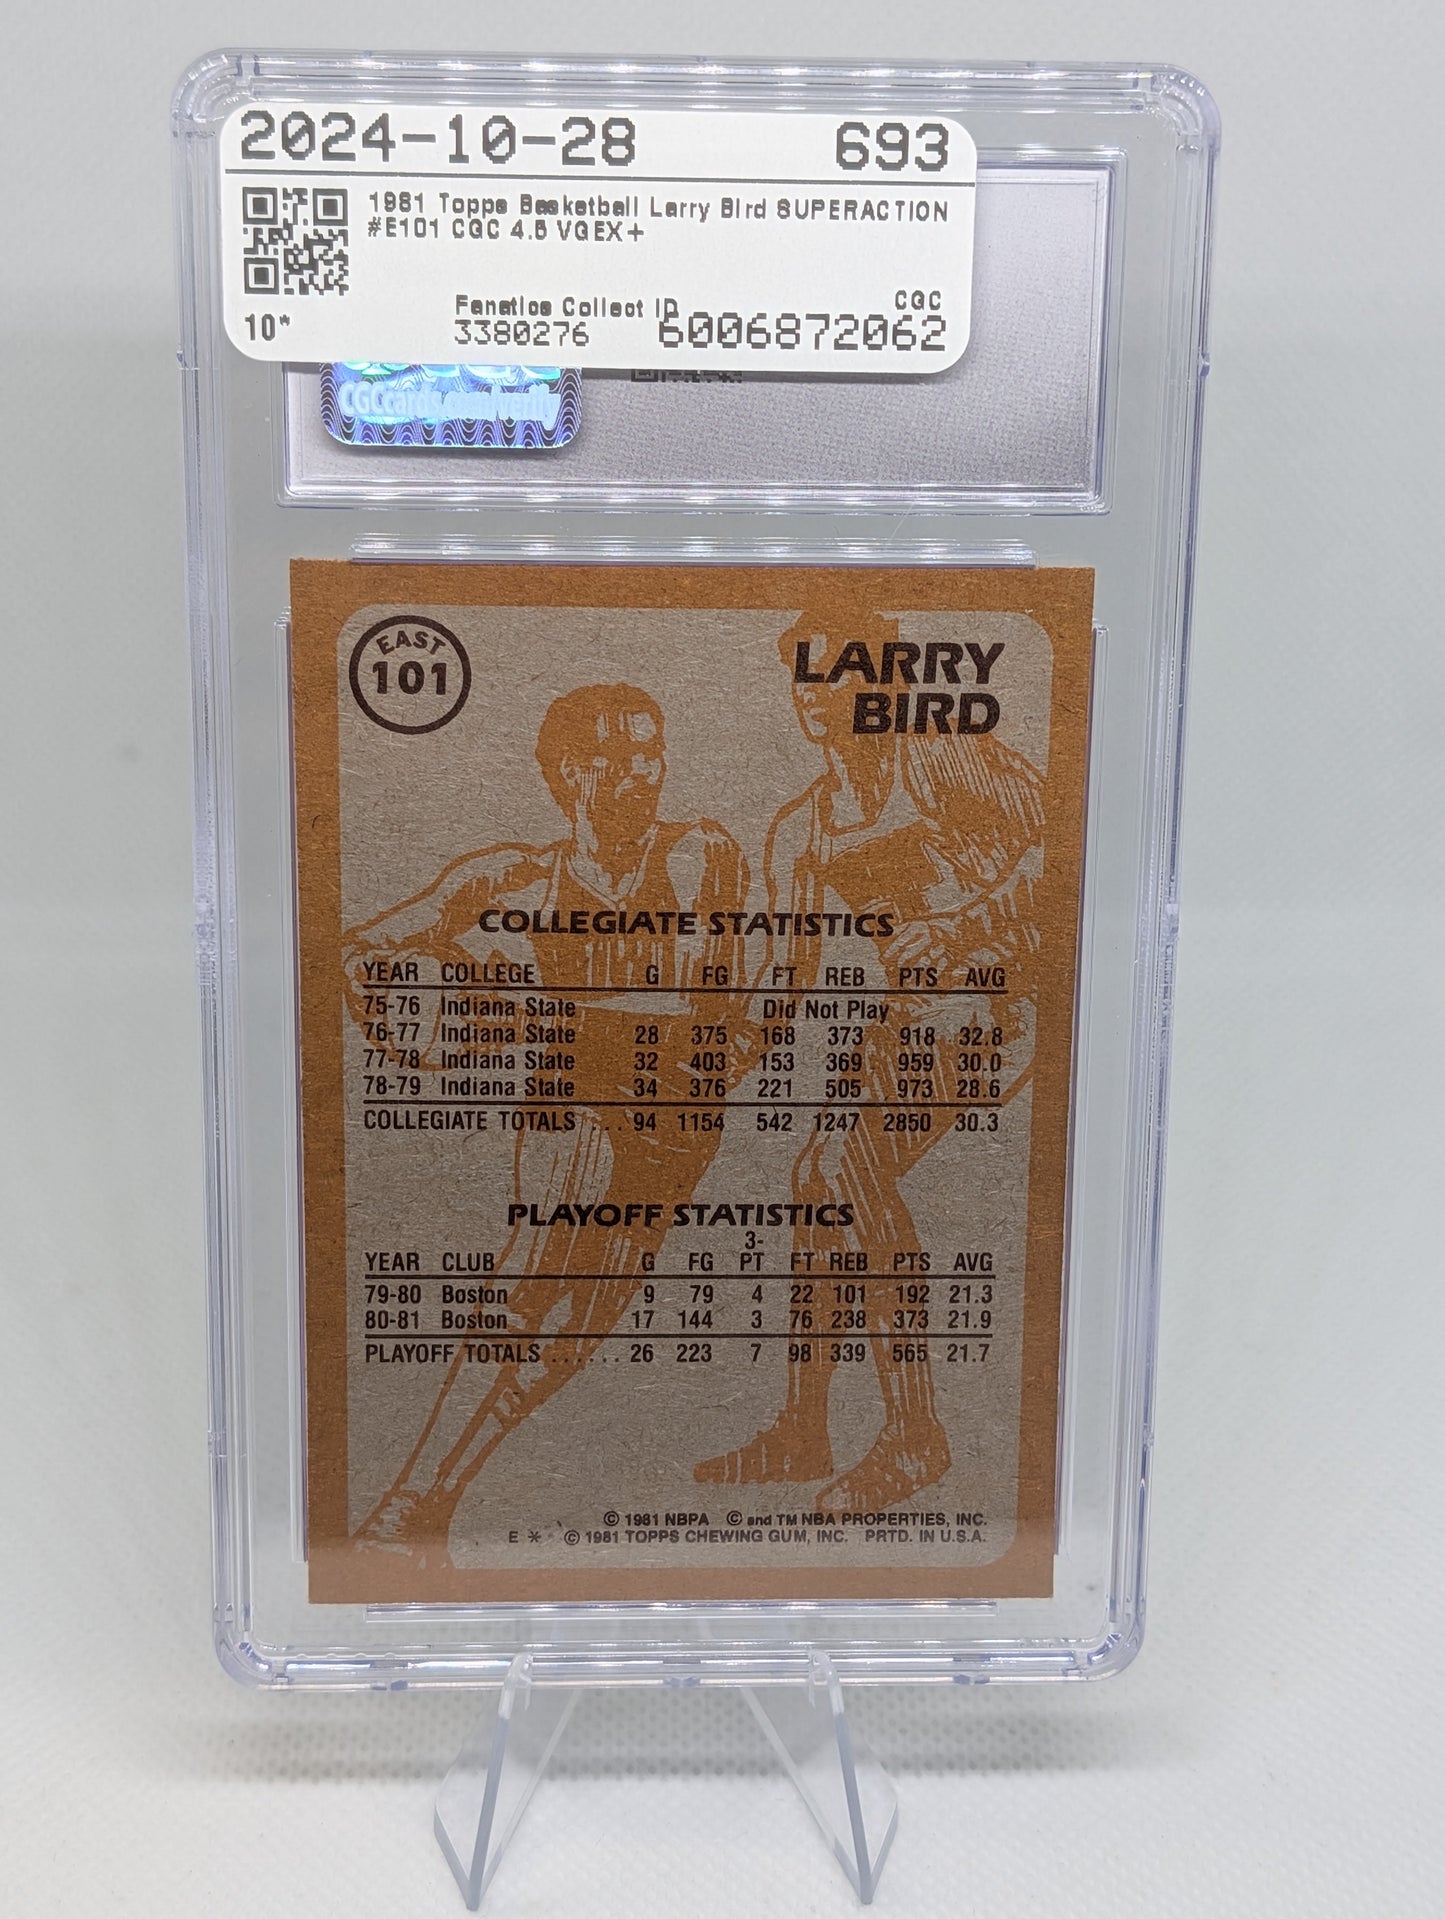 2024-10-28 693
1981 Topps Basketball Larry Bird SUPERACTION
#E101 CGC 4.5 VGEX+
Fanatics Collect ID CGC
10* 3380276 6006872062
CGCcards.com/verify
EAST
101
LARRY
BIRD
COLLEGIATE STATISTICS
YEAR COLLEGE G FG FT REB PTS AVG
75-76 Indiana State Did Not Play
76-77 Indiana State 28 375 168 373 918 32.8
77-78 Indiana State 32 403 153 369 959 30.0
78-79 Indiana State 34 376 221 505 973 28.6
COLLEGIATE TOTALS ... 94 1154 542 1247 2850 30.3
PLAYOFF STATISTICS
3-
YEAR CLUB G FG PT FT REB PTS AVG
79-80 Boston 9 79 4 22 101 192 21.3
80-81 Boston 17 144 3 76 238 373 21.9
PLAYOFF TOTALS ...... 26 223 7 98 339 565 21.7
© 1981 NBPA © and TM NBA PROPERTIES, INC.
E * © 1981 TOPPS CHEWING GUM, INC. PRTD. IN U.S.A.